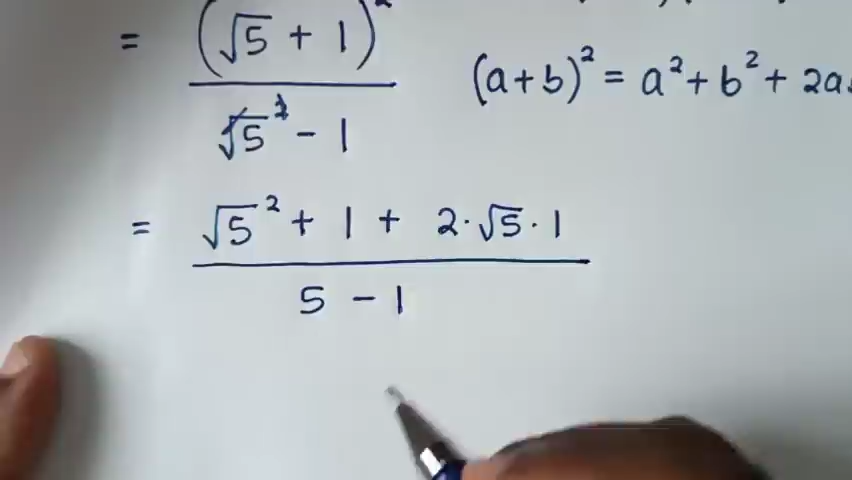 = (√5 + 1)²
√5² - 1
(a+b)² = a² + b² + 2a
= √5² + 1 + 2·√5·1
5 - 1